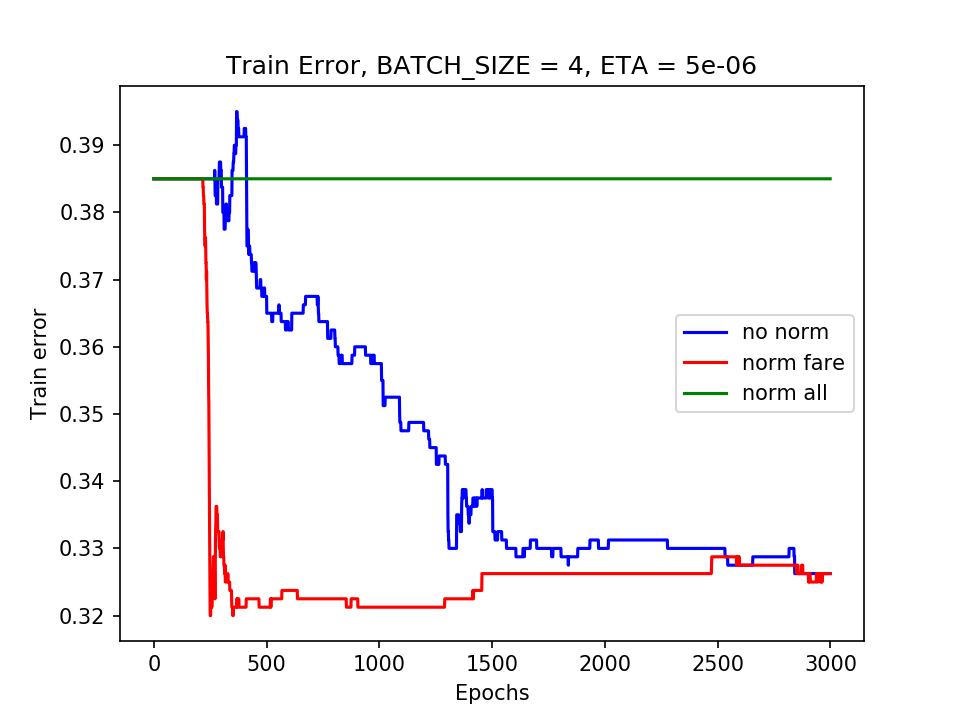 Train Error, BATCH_SIZE = 4, ETA = 5e-06
0.39
0.38
0.37
0.36
0.35
0.34
0.33
0.32
Train error
no norm
norm fare
norm all
0 500 1000 1500 2000 2500 3000
Epochs